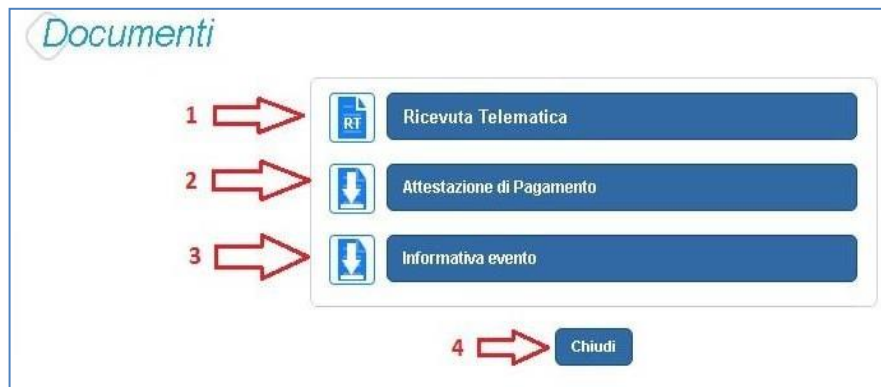 Documenti
1 RT Ricevuta Telematica
2 Attestazione di Pagamento
3 Informativa evento
4 Chiudi